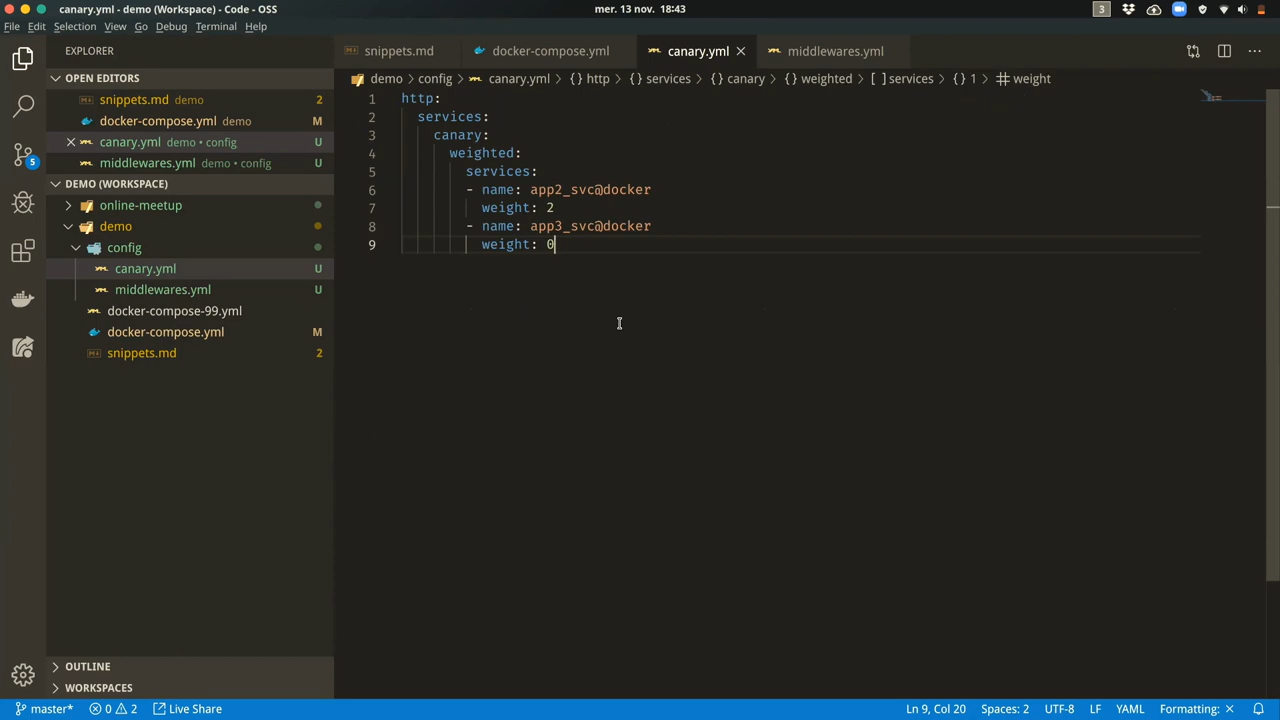 canary.yml - demo (Workspace) - Code - OSS
mer. 13 nov. 18:43
3
File Edit Selection View Go Debug Terminal Help
EXPLORER
OPEN EDITORS
snippets.md demo 2
docker-compose.yml demo M
canary.yml demo • config U
middlewares.yml demo • config U
DEMO (WORKSPACE)
online-meetup
demo
config
canary.yml U
middlewares.yml U
docker-compose-99.yml
docker-compose.yml M
snippets.md 2
OUTLINE
WORKSPACES
5
snippets.md docker-compose.yml canary.yml middlewares.yml
demo › config › canary.yml › {} http › {} services › {} canary › {} weighted › [ ] services › {} 1 › # weight
1 http:
2 services:
3 canary:
4 weighted:
5 services:
6 - name: app2_svc@docker
7 weight: 2
8 - name: app3_svc@docker
9 weight: 0
master* 0 2 Live Share Ln 9, Col 20 Spaces: 2 UTF-8 LF YAML Formatting: ×